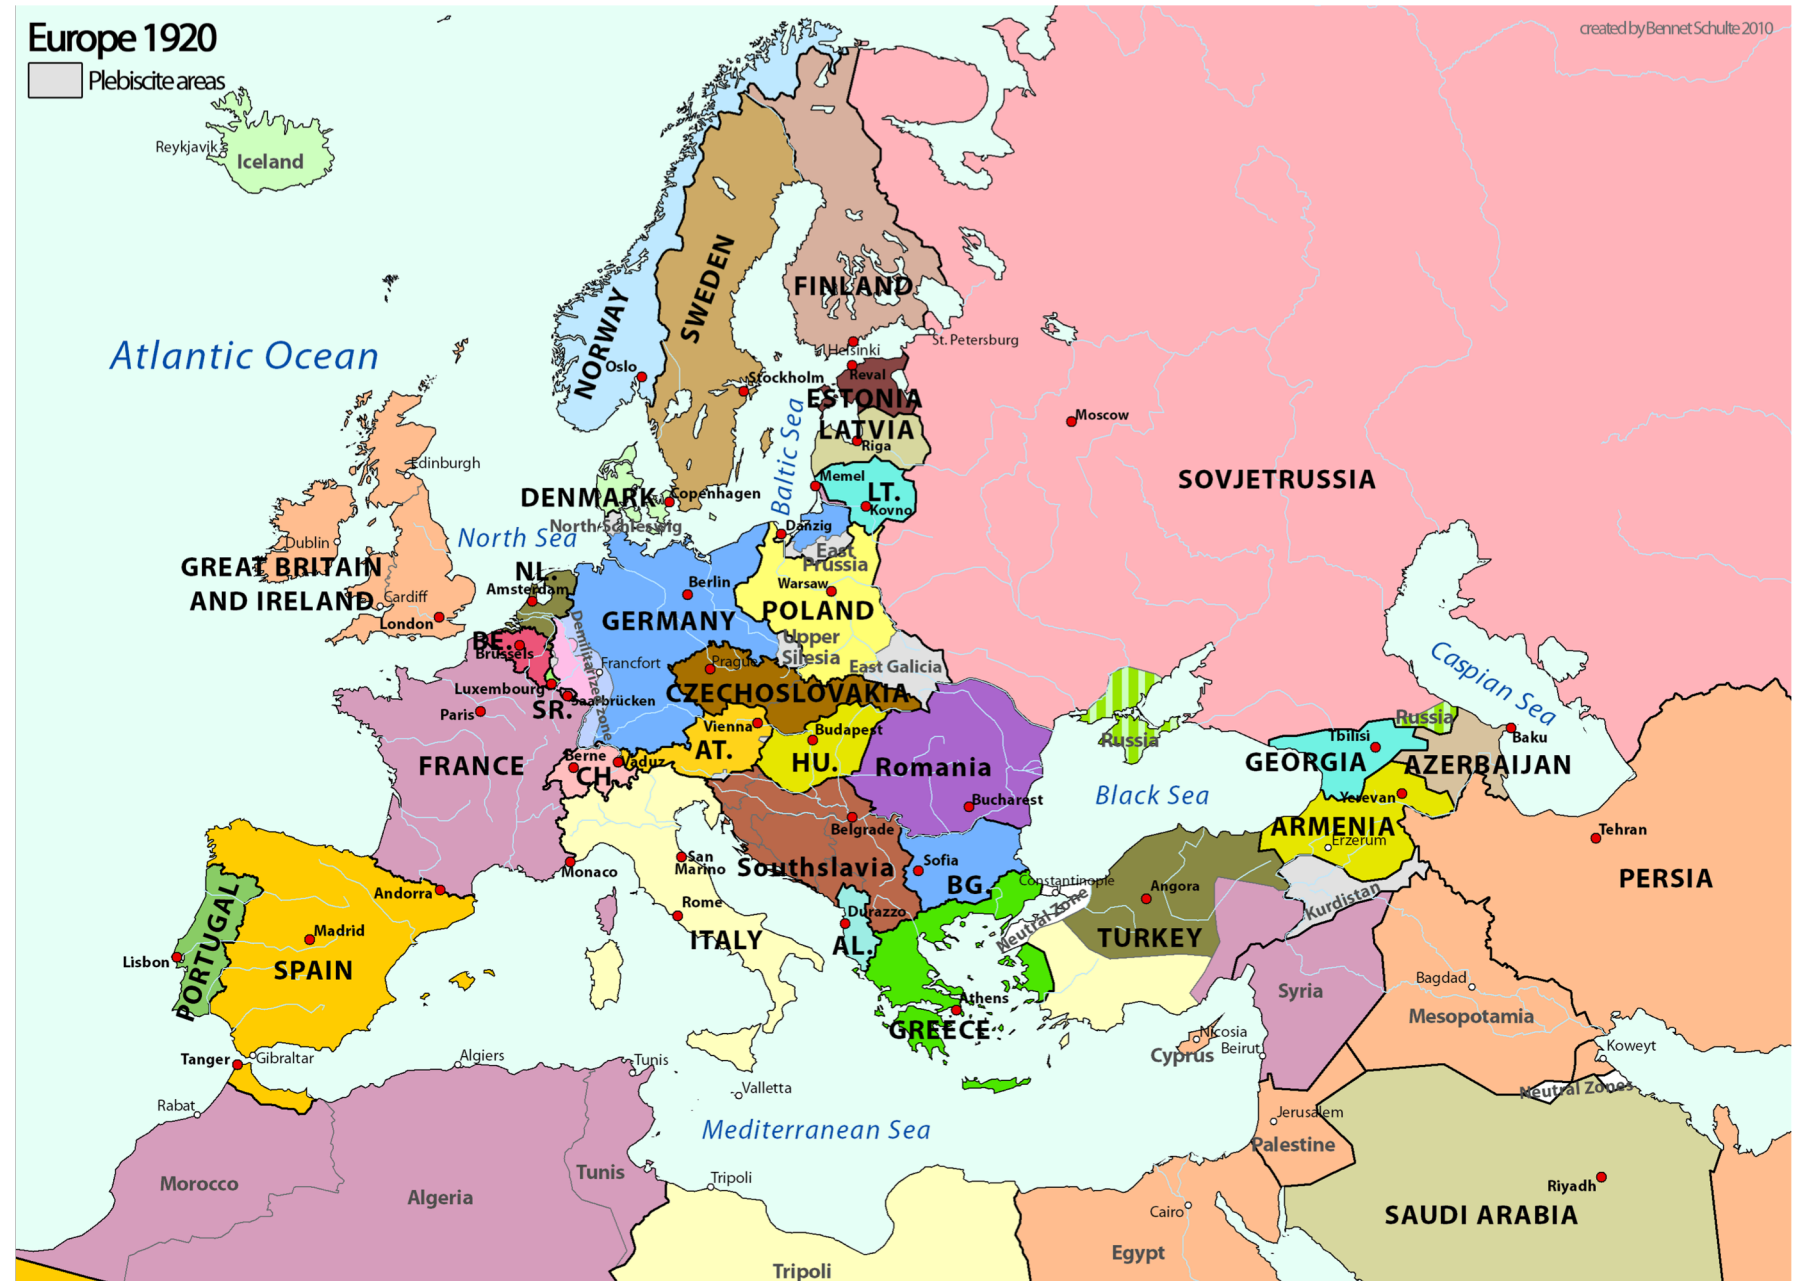 Europe 1920
Plebiscite areas
created by Bennet Schulte 2010
Reykjavik
Iceland
Atlantic Ocean
NORWAY
SWEDEN
FINLAND
Oslo
Stockholm
Helsinki
St. Petersburg
Reval
ESTONIA
LATVIA
Riga
Baltic Sea
Moscow
SOVJETRUSSIA
Edinburgh
DENMARK
Copenhagen
North Schleswig
Memel
LT.
Kovno
North Sea
Danzig
East
Prussia
Dublin
GREAT BRITAIN
AND IRELAND
Cardiff
London
NL.
Amsterdam
Berlin
GERMANY
Warsaw
POLAND
BE.
Brussels
Demilitarized zone
Francfort
Upper
Silesia
East Galicia
Prague
CZECHOSLOVAKIA
Luxembourg
Saarbrücken
SR.
Paris
FRANCE
Vienna
AT.
Budapest
HU.
Romania
Bucharest
Berne
CH.
Vaduz
Russia
Russia
Caspian Sea
Tbilisi
GEORGIA
Baku
AZERBAIJAN
Black Sea
Yerevan
ARMENIA
Erzerum
Tehran
PERSIA
Belgrade
Southslavia
Sofia
BG.
San
Marino
Monaco
Andorra
PORTUGAL
Lisbon
Madrid
SPAIN
Rome
ITALY
Durazzo
AL.
Constantinople
Neutral Zone
Angora
TURKEY
Kurdistan
Athens
GREECE
Syria
Bagdad
Mesopotamia
Nicosia
Cyprus
Beirut
Koweyt
Neutral Zones
Tanger
Gibraltar
Algiers
Tunis
Valletta
Rabat
Mediterranean Sea
Jerusalem
Palestine
Morocco
Algeria
Tunis
Tripoli
Cairo
Riyadh
SAUDI ARABIA
Egypt
Tripoli